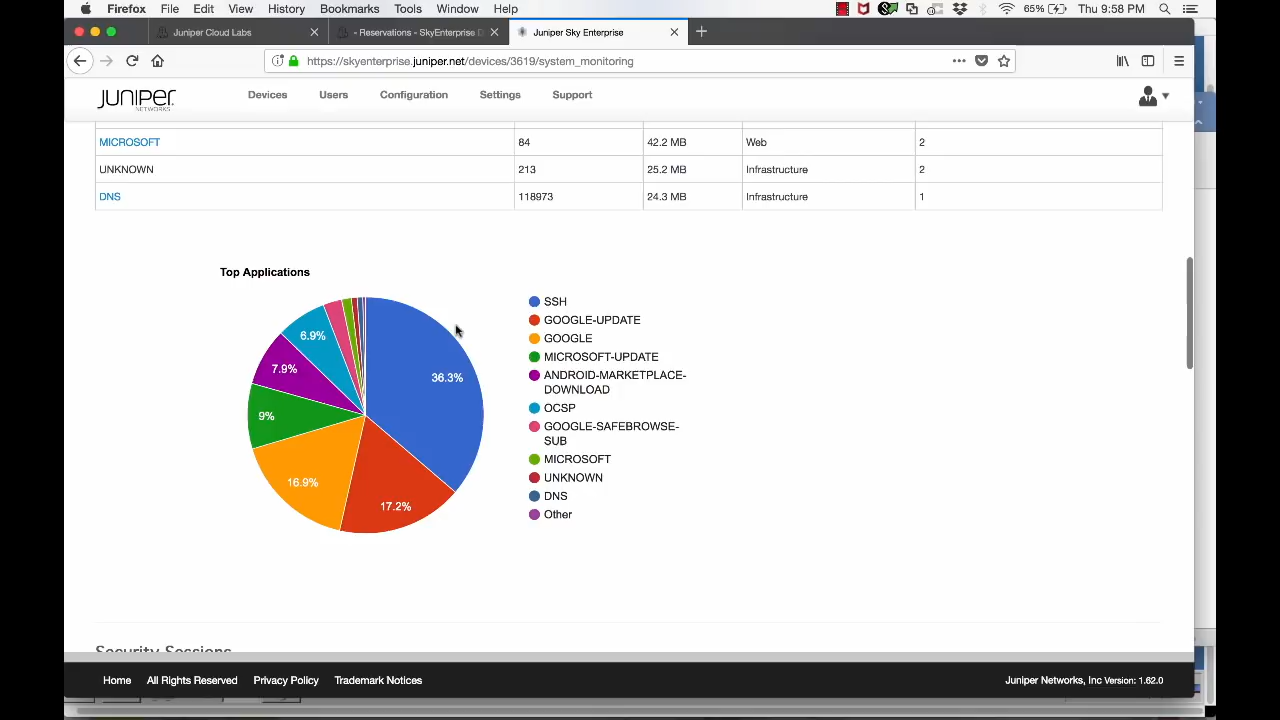 Firefox File Edit View History Bookmarks Tools Window Help 65% Thu 9:58 PM
Juniper Cloud Labs - Reservations - SkyEnterprise D Juniper Sky Enterprise
https://skyenterprise.juniper.net/devices/3619/system_monitoring
JUNIPER
NETWORKS
Devices Users Configuration Settings Support
MICROSOFT 84 42.2 MB Web 2
UNKNOWN 213 25.2 MB Infrastructure 2
DNS 118973 24.3 MB Infrastructure 1
Top Applications
36.3%
17.2%
16.9%
9%
7.9%
6.9%
SSH
GOOGLE-UPDATE
GOOGLE
MICROSOFT-UPDATE
ANDROID-MARKETPLACE-
DOWNLOAD
OCSP
GOOGLE-SAFEBROWSE-
SUB
MICROSOFT
UNKNOWN
DNS
Other
Security Sessions
Home All Rights Reserved Privacy Policy Trademark Notices Juniper Networks, Inc Version: 1.62.0